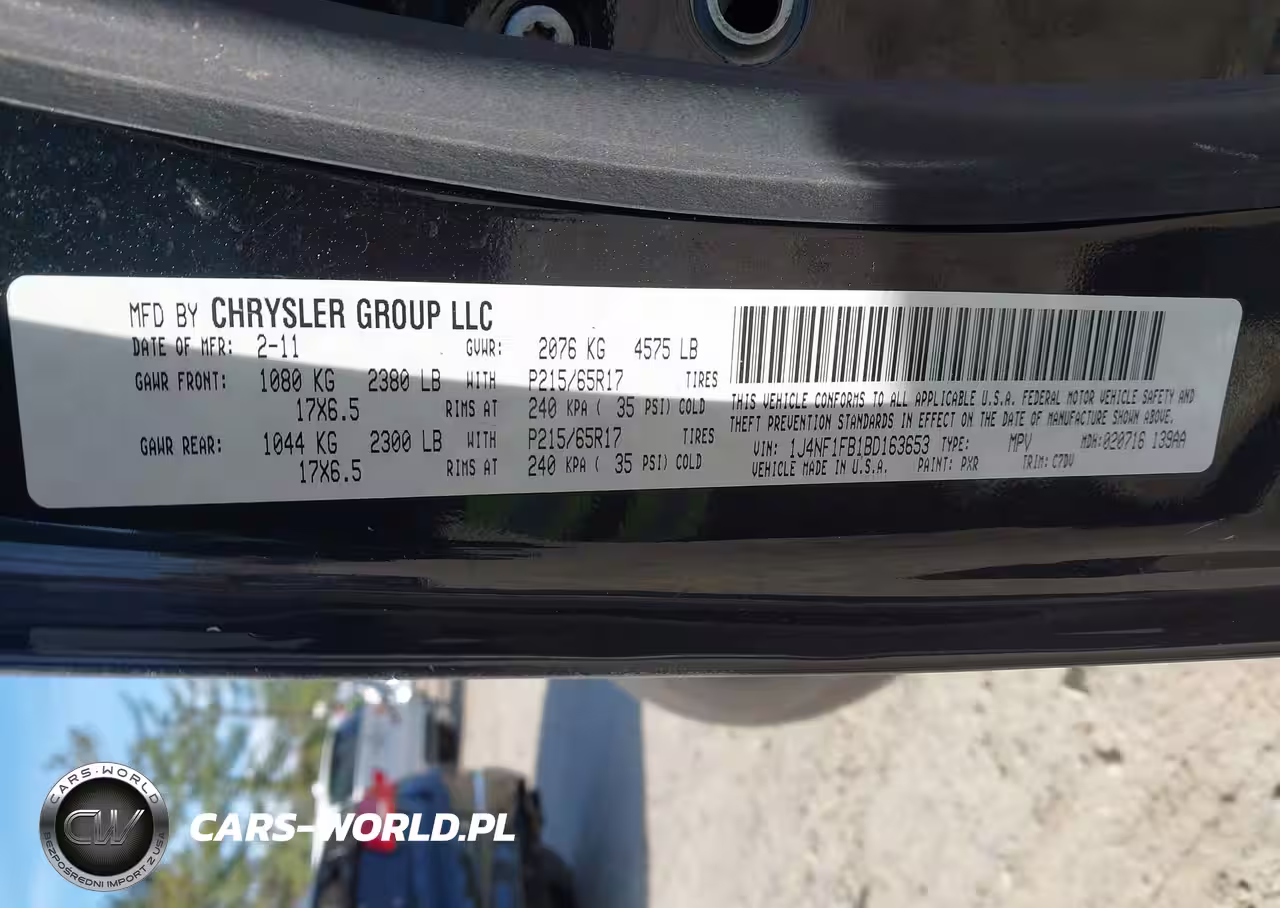 MFD BY CHRYSLER GROUP LLC
DATE OF MFR: 2-11 GVWR: 2076 KG 4575 LB
GAWR FRONT: 1080 KG 2380 LB WITH P215/65R17 TIRES
17X6.5 RIMS AT 240 KPA ( 35 PSI) COLD
GAWR REAR: 1044 KG 2300 LB WITH P215/65R17 TIRES
17X6.5 RIMS AT 240 KPA ( 35 PSI) COLD
THIS VEHICLE CONFORMS TO ALL APPLICABLE U.S.A. FEDERAL MOTOR VEHICLE SAFETY AND
THEFT PREVENTION STANDARDS IN EFFECT ON THE DATE OF MANUFACTURE SHOWN ABOVE.
VIN: 1J4NF1FB1BD163653 TYPE: MPV MDH:020716 139AA
VEHICLE MADE IN U.S.A. PAINT: PXR TRIM: C7DV
CARS-WORLD
CW
BEZPOŚREDNI IMPORT Z USA
CARS-WORLD.PL